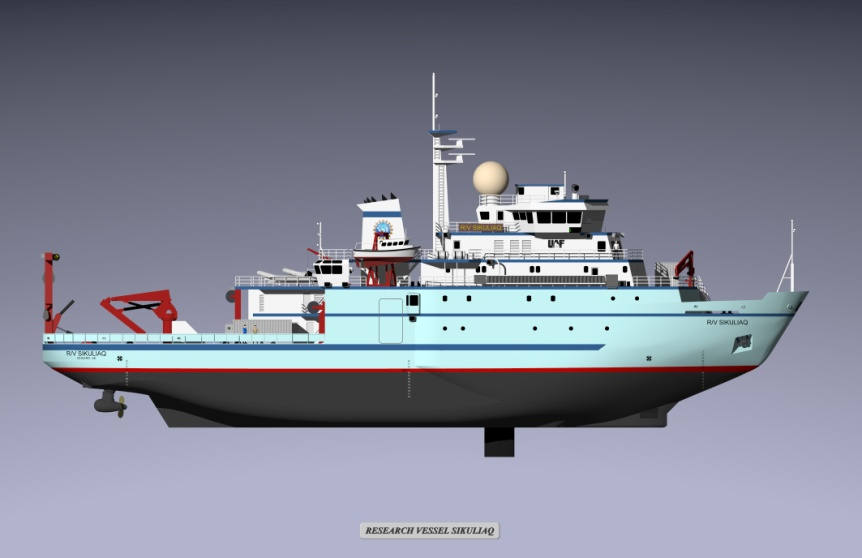 R/V SIKULIAQ
UAF
R/V SIKULIAQ
R/V SIKULIAQ
RESEARCH VESSEL SIKULIAQ